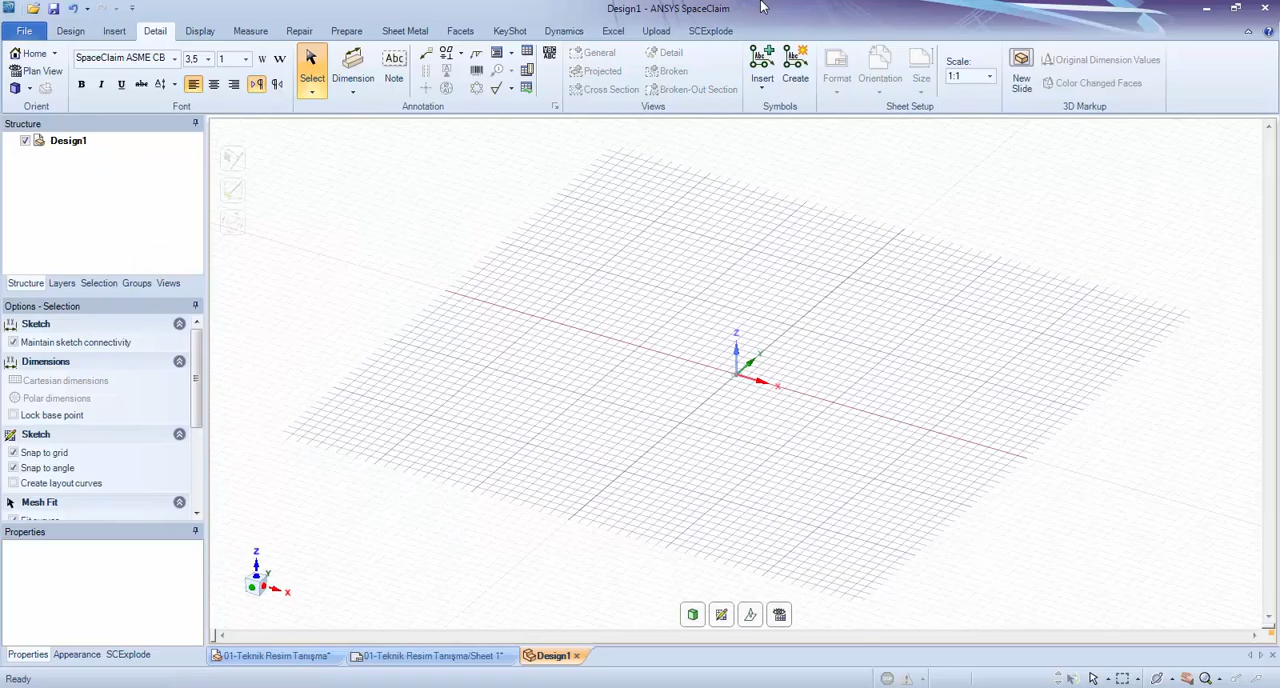 Design1 - ANSYS SpaceClaim
File Design Insert Detail Display Measure Repair Prepare Sheet Metal Facets KeyShot Dynamics Excel Upload SCExplode
Home
Plan View
Orient
SpaceClaim ASME CB 3,5 1 W W
B I U abc A
Font
Select
Dimension
Abc
Note
Annotation
General Detail
Projected Broken
Cross Section Broken-Out Section
Views
Insert
Create
Symbols
Format
Orientation
Size
Scale:
1:1
Sheet Setup
New
Slide
Original Dimension Values
Color Changed Faces
3D Markup
Structure
Design1
Structure Layers Selection Groups Views
Options - Selection
Sketch
Maintain sketch connectivity
Dimensions
Cartesian dimensions
Polar dimensions
Lock base point
Sketch
Snap to grid
Snap to angle
Create layout curves
Mesh Fit
Properties
Z
Y
X
Z
Y
X
Properties Appearance SCExplode
01-Teknik Resim Tanışma* 01-Teknik Resim Tanışma/Sheet 1* Design1
Ready